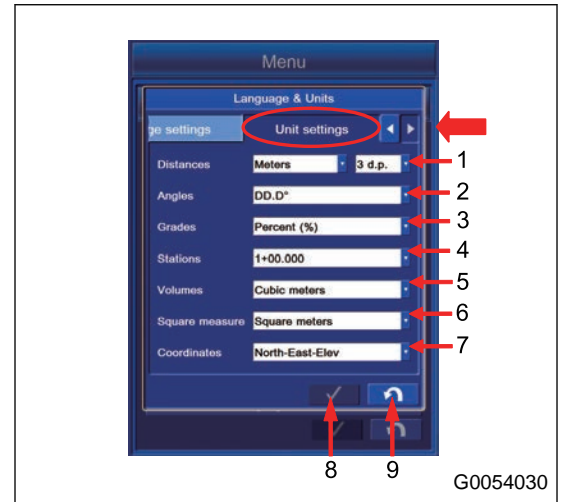 Menu
Language & Units
ge settings
Unit settings
Distances Meters 3 d.p. 1
Angles DD.D° 2
Grades Percent (%) 3
Stations 1+00.000 4
Volumes Cubic meters 5
Square measure Square meters 6
Coordinates North-East-Elev 7
8 9
G0054030